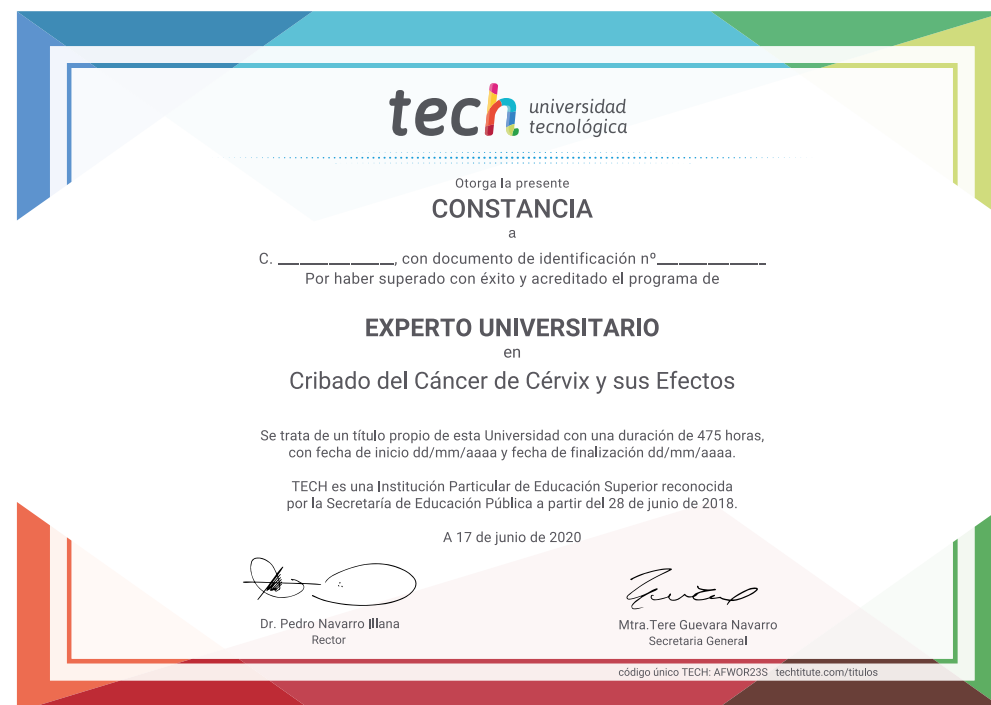 tech universidad
tecnológica
Otorga la presente
CONSTANCIA
a
C. ______________, con documento de identificación nº_____________
Por haber superado con éxito y acreditado el programa de
EXPERTO UNIVERSITARIO
en
Cribado del Cáncer de Cérvix y sus Efectos
Se trata de un título propio de esta Universidad con una duración de 475 horas,
con fecha de inicio dd/mm/aaaa y fecha de finalización dd/mm/aaaa.
TECH es una Institución Particular de Educación Superior reconocida
por la Secretaría de Educación Pública a partir del 28 de junio de 2018.
A 17 de junio de 2020
Dr. Pedro Navarro Illana
Rector
Mtra.Tere Guevara Navarro
Secretaria General
código único TECH: AFWOR23S techtitute.com/titulos